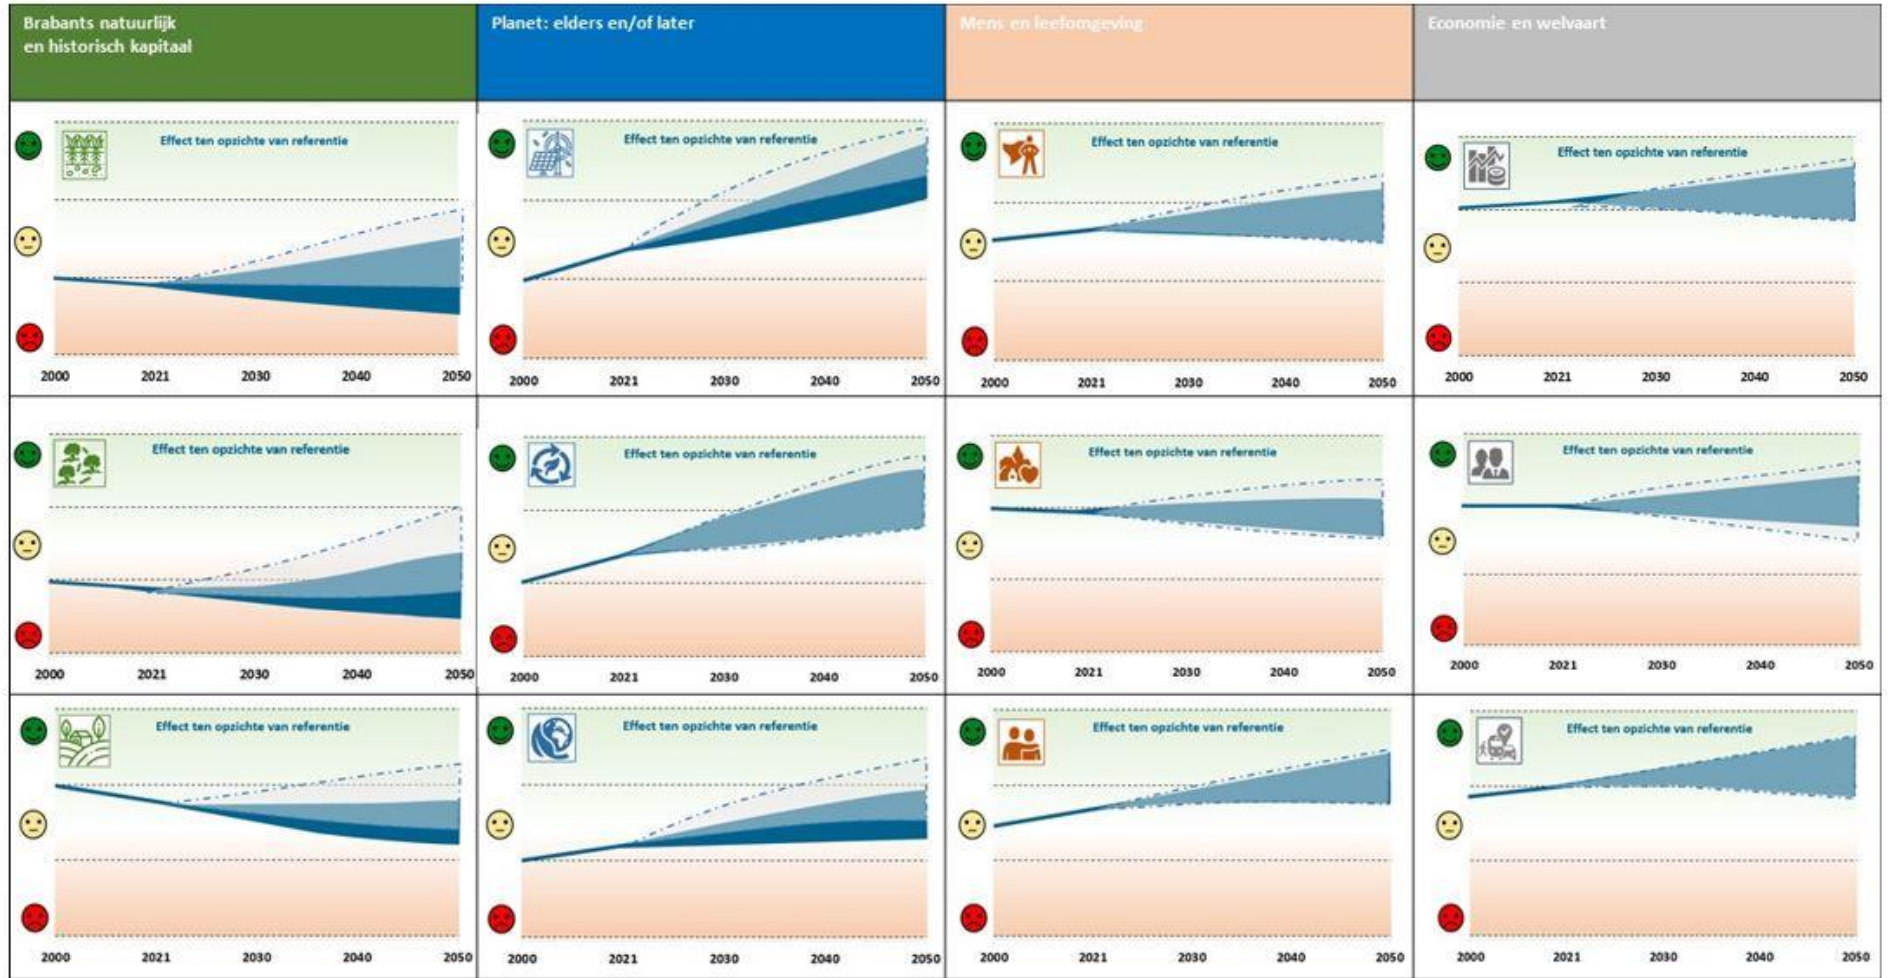 Brabants natuurlijk
en historisch kapitaal
Planet: elders en/of later
Mens en leefomgeving
Economie en welvaart
Effect ten opzichte van referentie
2000 2021 2030 2040 2050
Effect ten opzichte van referentie
2000 2021 2030 2040 2050
Effect ten opzichte van referentie
2000 2021 2030 2040 2050
Effect ten opzichte van referentie
2000 2021 2030 2040 2050
Effect ten opzichte van referentie
2000 2021 2030 2040 2050
Effect ten opzichte van referentie
2000 2021 2030 2040 2050
Effect ten opzichte van referentie
2000 2021 2030 2040 2050
Effect ten opzichte van referentie
2000 2021 2030 2040 2050
Effect ten opzichte van referentie
2000 2021 2030 2040 2050
Effect ten opzichte van referentie
2000 2021 2030 2040 2050
Effect ten opzichte van referentie
2000 2021 2030 2040 2050
Effect ten opzichte van referentie
2000 2021 2030 2040 2050